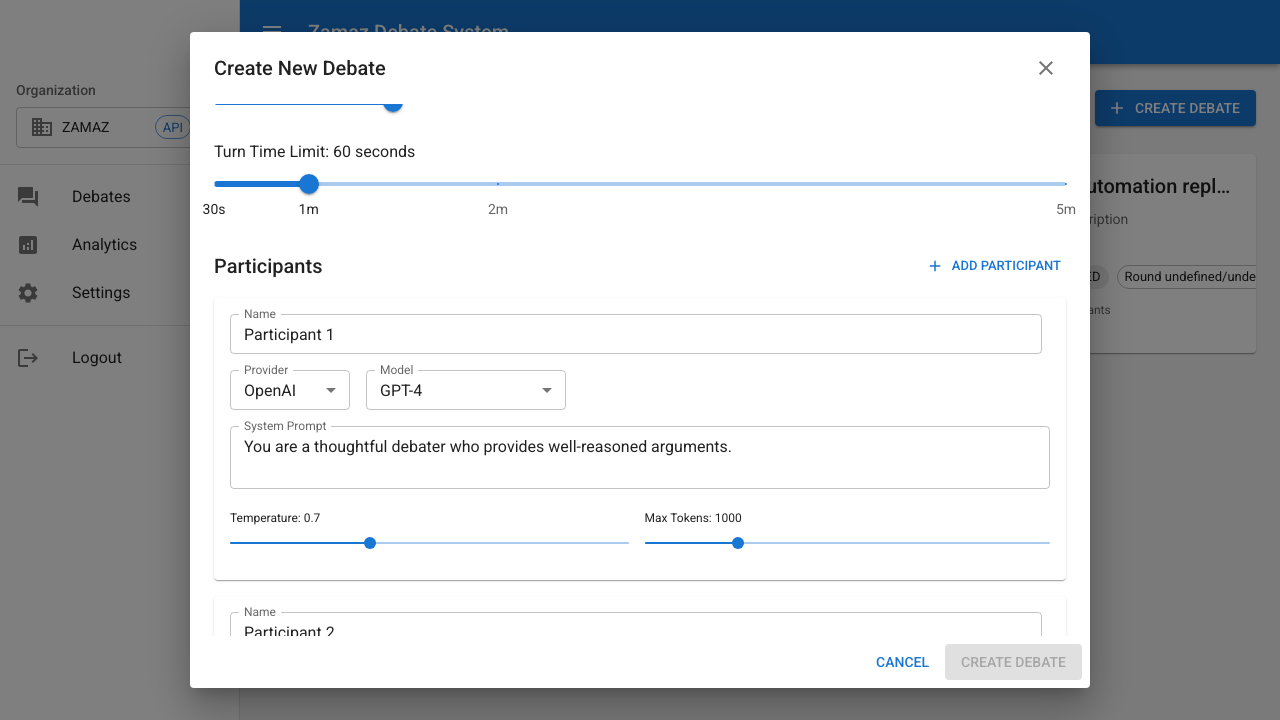 Zamaz Debate System
Create New Debate
Organization
ZAMAZ
API
CREATE DEBATE
Turn Time Limit: 60 seconds
30s
1m
2m
5m
Debates
Analytics
Settings
Logout
utomation repl…
ription
ED
Round undefined/unde
ants
Participants
ADD PARTICIPANT
Name
Participant 1
Provider
OpenAI
Model
GPT-4
System Prompt
You are a thoughtful debater who provides well-reasoned arguments.
Temperature: 0.7
Max Tokens: 1000
Name
Participant 2
CANCEL
CREATE DEBATE